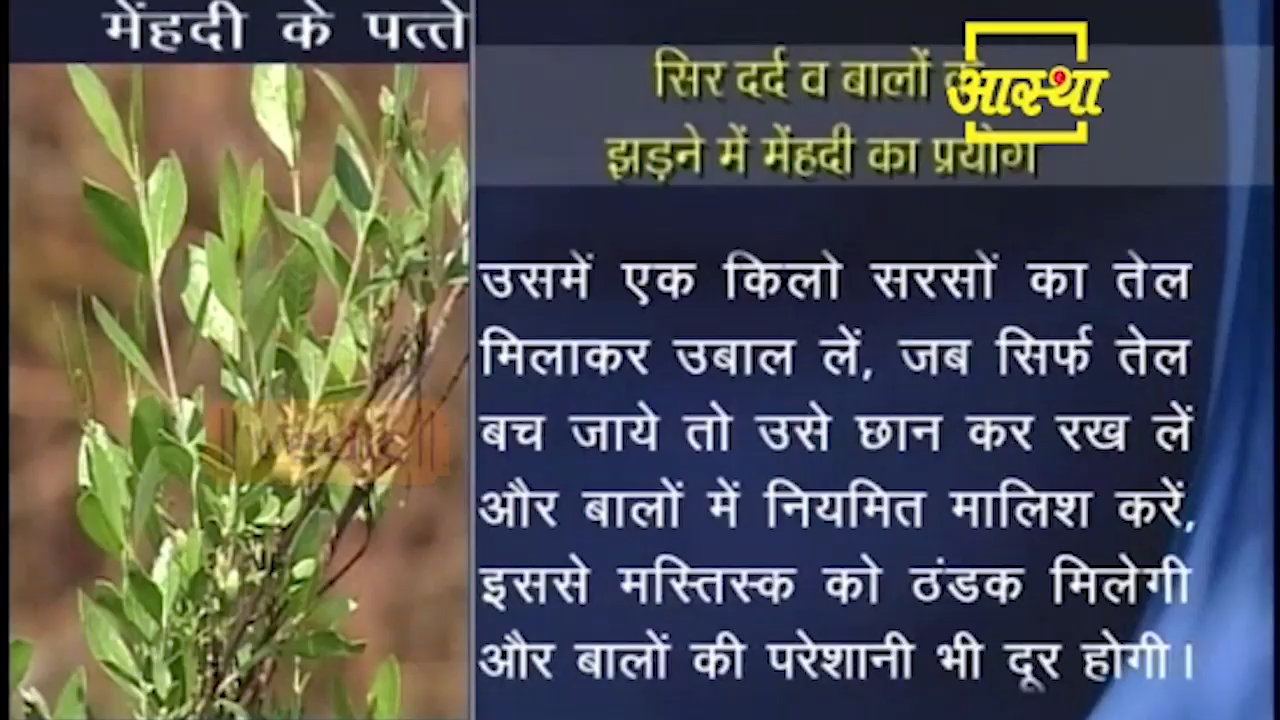 मेंहदी के पत्ते
सिर दर्द व बालों
आस्था
झड़ने में मेंहदी का प्रयोग
उसमें एक किलो सरसों का तेल
मिलाकर उबाल लें, जब सिर्फ तेल
बच जाये तो उसे छान कर रख लें
और बालों में नियमित मालिश करें,
इससे मस्तिस्क को ठंडक मिलेगी
और बालों की परेशानी भी दूर होगी।